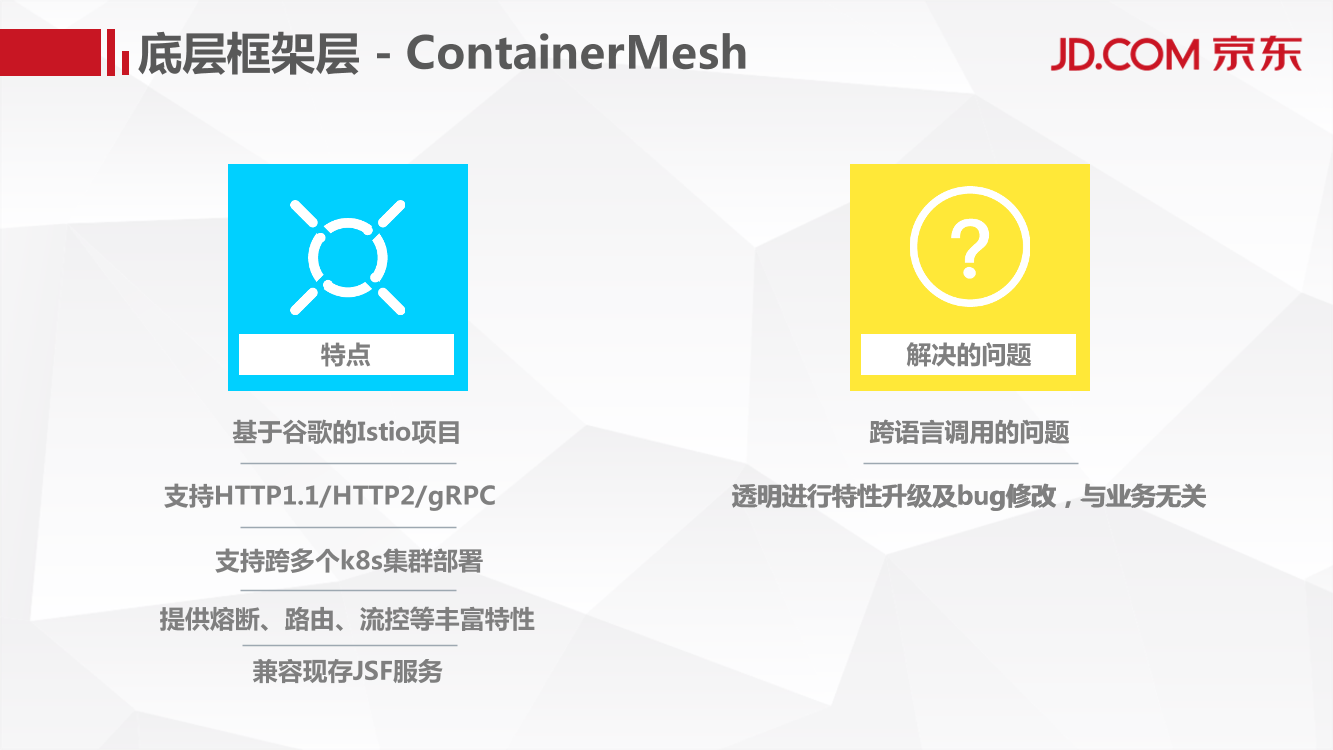 底层框架层 - ContainerMesh
JD.COM 京东
特点
基于谷歌的Istio项目
支持HTTP1.1/HTTP2/gRPC
支持跨多个k8s集群部署
提供熔断、路由、流控等丰富特性
兼容现存JSF服务
?
解决的问题
跨语言调用的问题
透明进行特性升级及bug修改，与业务无关